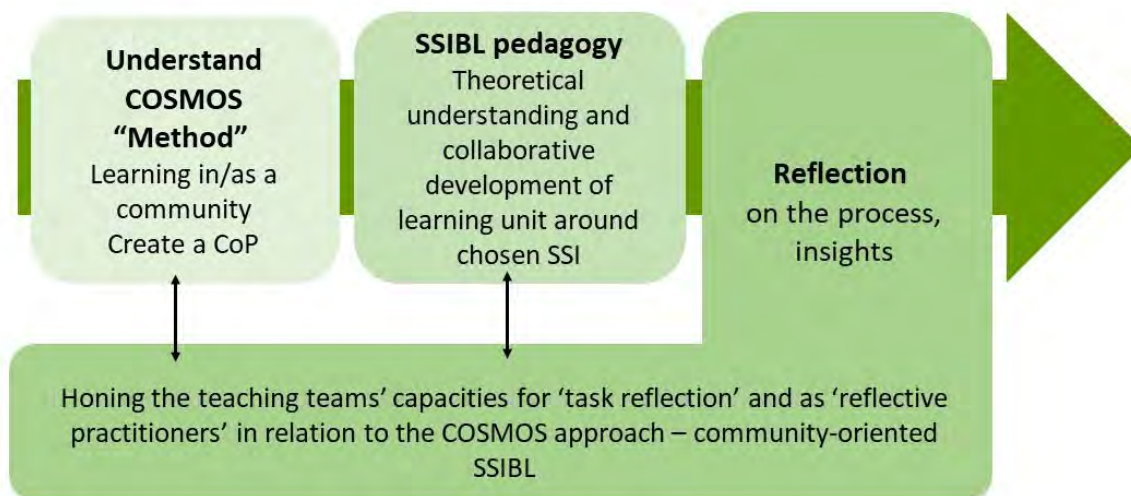 Understand
COSMOS
“Method”
Learning in/as a
community
Create a CoP
SSIBL pedagogy
Theoretical
understanding and
collaborative
development of
learning unit around
chosen SSI
Reflection
on the process,
insights
Honing the teaching teams’ capacities for ‘task reflection’ and as ‘reflective
practitioners’ in relation to the COSMOS approach – community-oriented
SSIBL